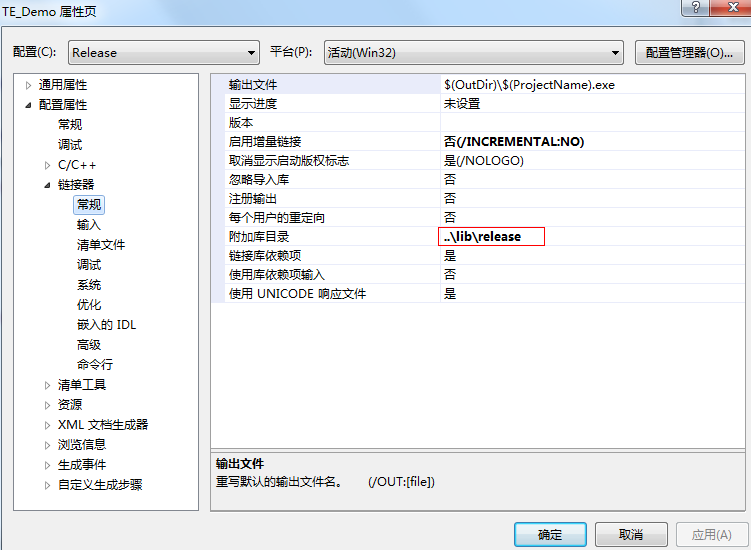 TE_Demo 属性页
配置(C): Release 平台(P): 活动(Win32) 配置管理器(O)...
通用属性
配置属性
常规
调试
C/C++
链接器
常规
输入
清单文件
调试
系统
优化
嵌入的 IDL
高级
命令行
清单工具
资源
XML 文档生成器
浏览信息
生成事件
自定义生成步骤
输出文件 $(OutDir)\$(ProjectName).exe
显示进度 未设置
版本
启用增量链接 否(/INCREMENTAL:NO)
取消显示启动版权标志 是(/NOLOGO)
忽略导入库 否
注册输出 否
每个用户的重定向 否
附加库目录 ..\lib\release
链接库依赖项 是
使用库依赖项输入 否
使用 UNICODE 响应文件 是
输出文件
重写默认的输出文件名。 (/OUT:[file])
确定 取消 应用(A)